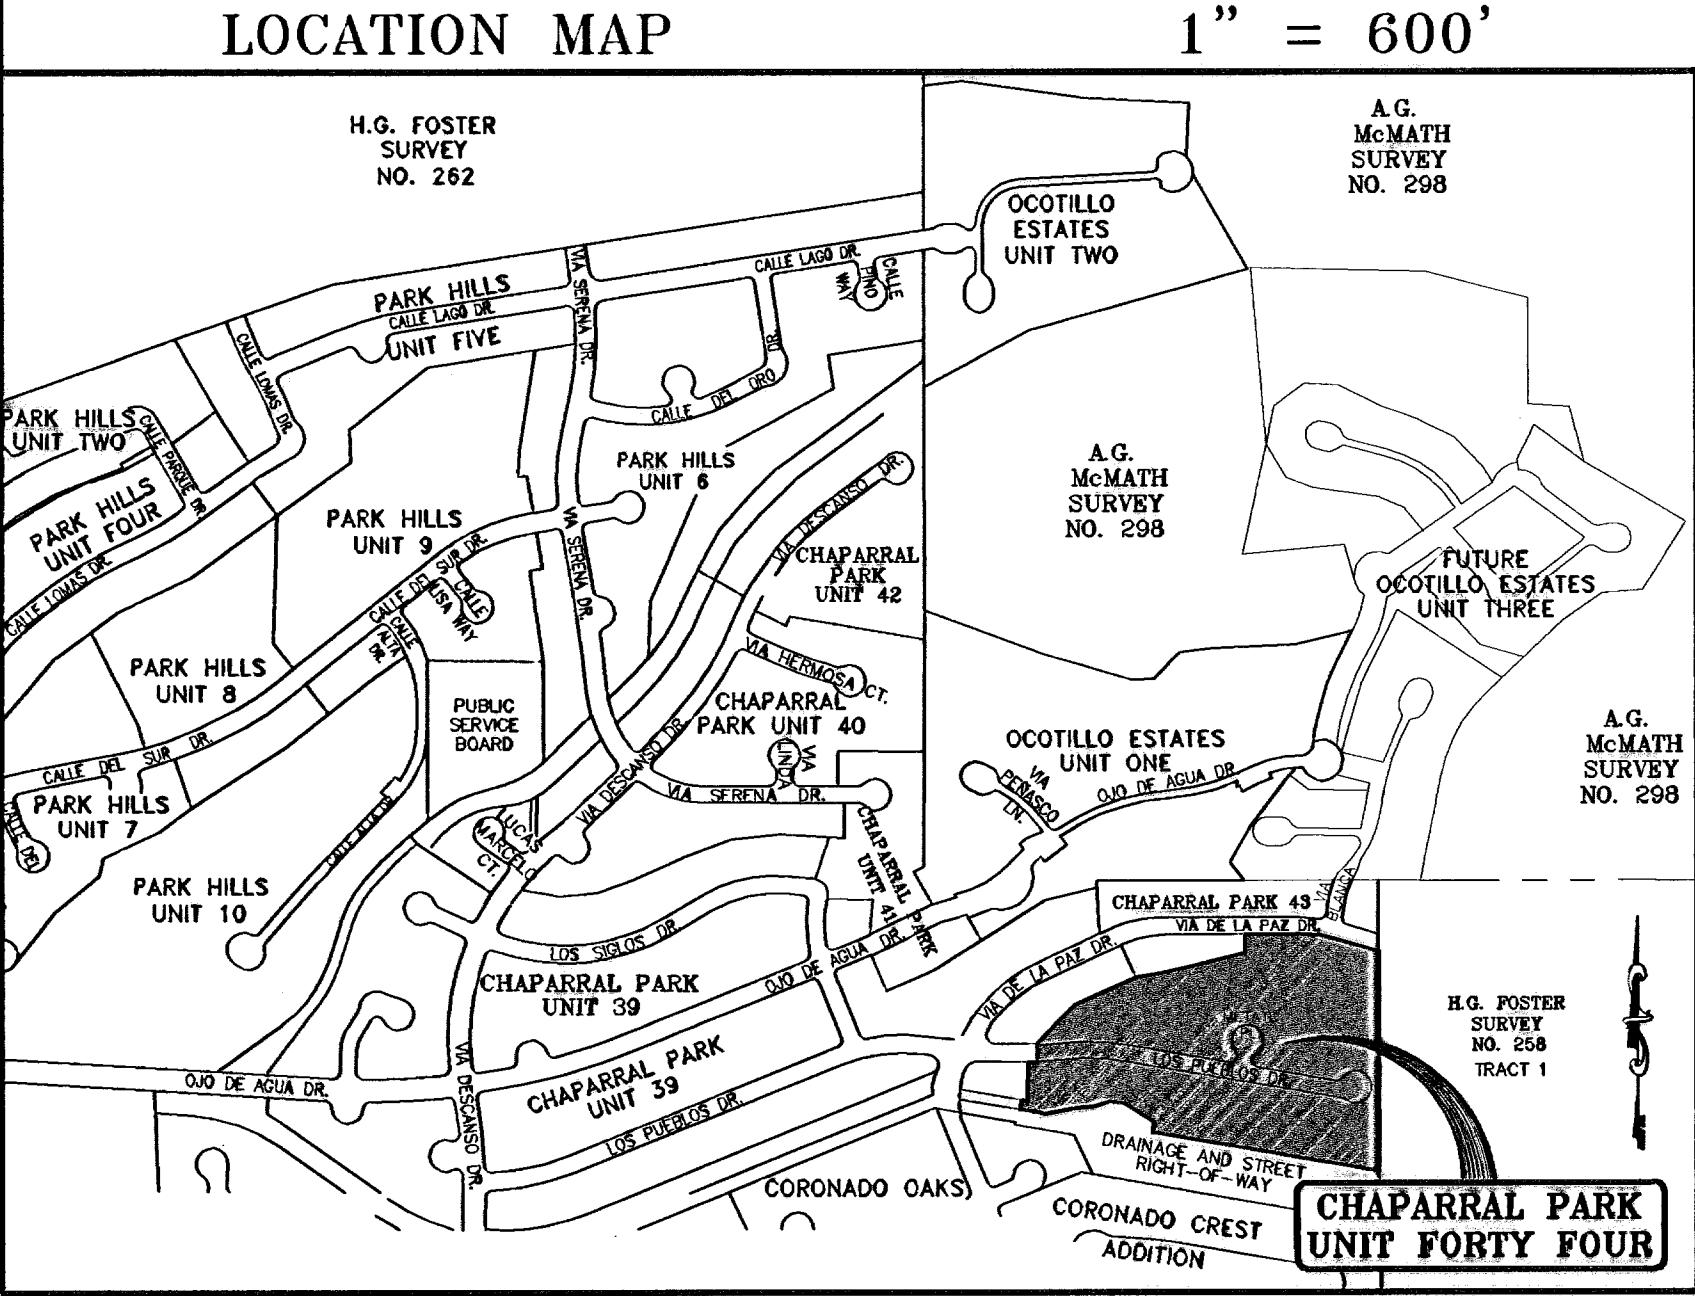 LOCATION MAP
1" = 600'
H.G. FOSTER
SURVEY
NO. 262
A.G.
McMATH
SURVEY
NO. 298
OCOTILLO
ESTATES
UNIT TWO
CALLE LAGO DR.
CALLE
PINO
WAY
VIA SERENA DR.
PARK HILLS
CALLE LAGO DR.
UNIT FIVE
CALLE LOMAS DR.
CALLE DEL ORO DR.
PARK HILLS
UNIT TWO
CALLE PARQUE DR.
PARK HILLS
UNIT FOUR
CALLE LOMAS DR.
PARK HILLS
UNIT 9
PARK HILLS
UNIT 6
VIA DESCANSO DR.
A.G.
McMATH
SURVEY
NO. 298
CALLE DEL SUR DR.
VIA SERENA DR.
CHAPARRAL
PARK
UNIT 42
FUTURE
OCOTILLO ESTATES
UNIT THREE
CALLE
LISA WAY
CALLE
ALTA
DR.
PARK HILLS
UNIT 8
VIA HERMOSA CT.
PUBLIC
SERVICE
BOARD
CHAPARRAL
PARK UNIT 40
VIA
LINDA
CALLE DEL SUR DR.
PARK HILLS
UNIT 7
CALLE DEL
VIA DESCANSO DR.
VIA SERENA DR.
OCOTILLO ESTATES
UNIT ONE
VIA
PEÑASCO
LN.
OJO DE AGUA DR.
A.G.
McMATH
SURVEY
NO. 298
CALLE ALTA DR.
LUCAS
MARCELO
CT.
CHAPARRAL PARK
UNIT 41
PARK HILLS
UNIT 10
LOS SIGLOS DR.
OJO DE AGUA DR.
CHAPARRAL PARK 43
VIA
BLANCA
VIA DE LA PAZ DR.
VIA DE LA PAZ DR.
CHAPARRAL PARK
UNIT 39
H.G. FOSTER
SURVEY
NO. 258
TRACT 1
LOS PUEBLOS DR.
CHAPARRAL PARK
UNIT 39
OJO DE AGUA DR.
VIA DESCANSO DR.
LOS PUEBLOS DR.
DRAINAGE AND STREET
RIGHT-OF-WAY
CORONADO OAKS
CORONADO CREST
ADDITION
CHAPARRAL PARK
UNIT FORTY FOUR